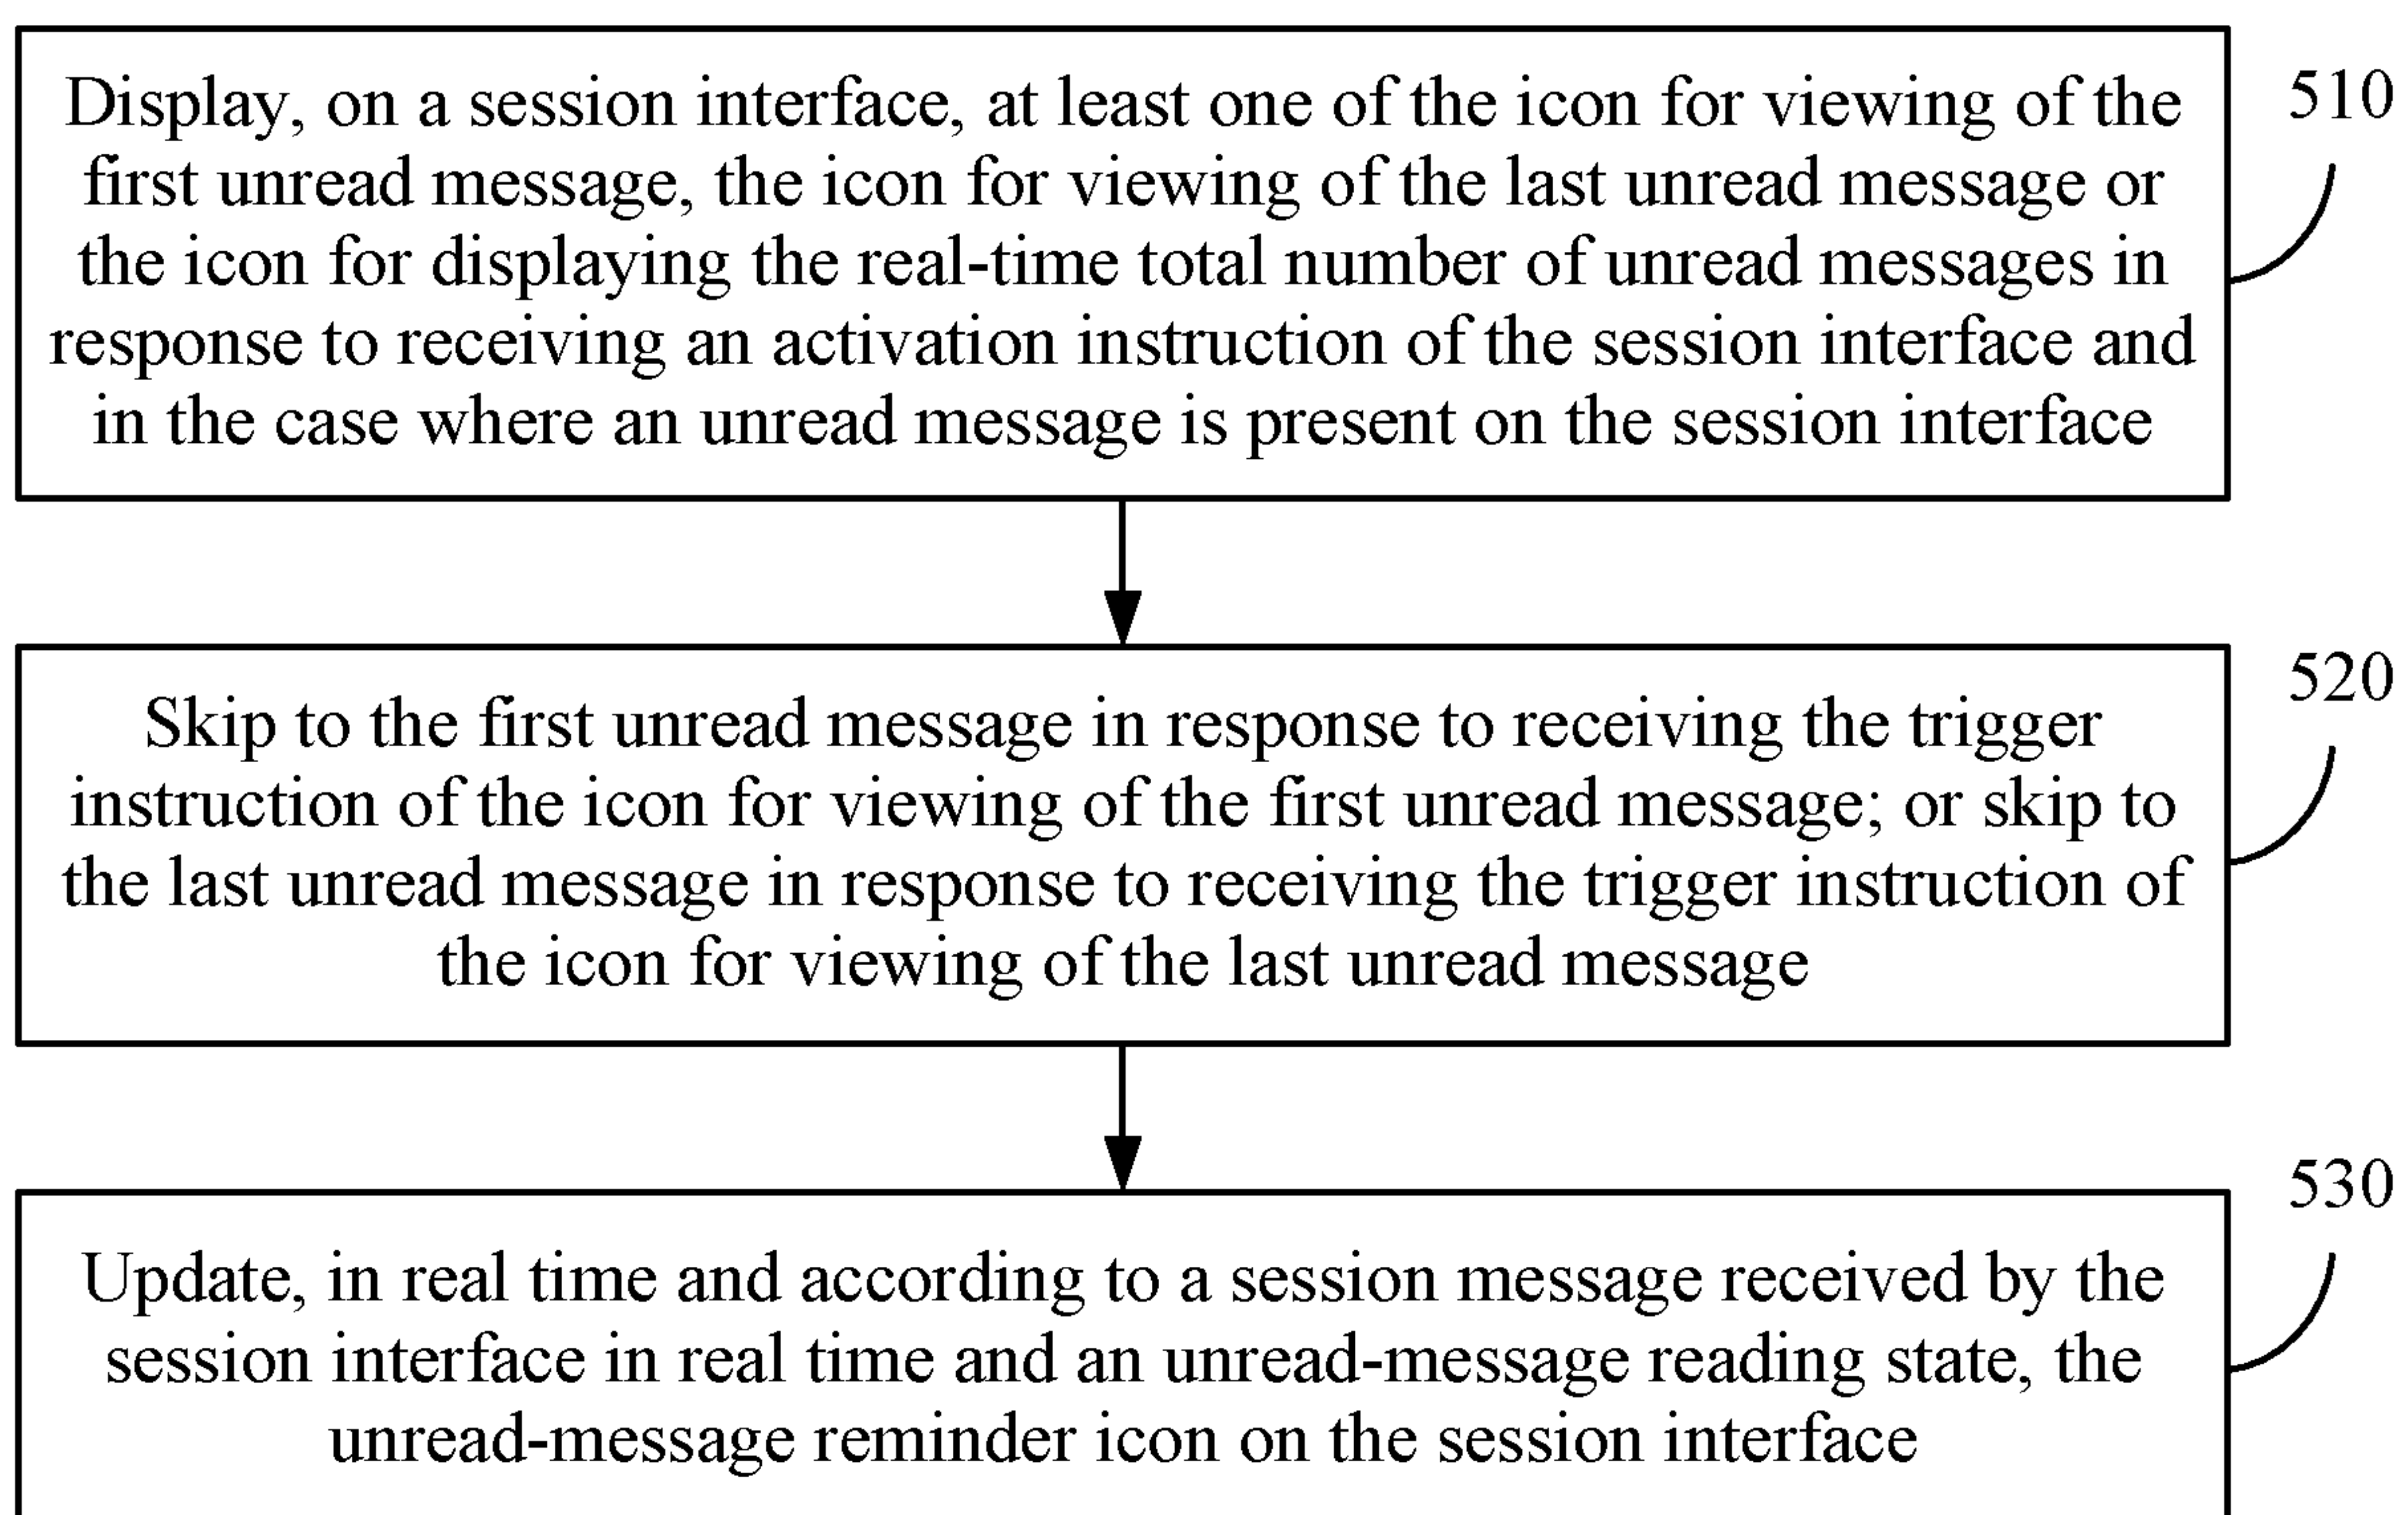 Display, on a session interface, at least one of the icon for viewing of the
first unread message, the icon for viewing of the last unread message or
the icon for displaying the real-time total number of unread messages in
response to receiving an activation instruction of the session interface and
in the case where an unread message is present on the session interface
510
Skip to the first unread message in response to receiving the trigger
instruction of the icon for viewing of the first unread message; or skip to
the last unread message in response to receiving the trigger instruction of
the icon for viewing of the last unread message
520
Update, in real time and according to a session message received by the
session interface in real time and an unread-message reading state, the
unread-message reminder icon on the session interface
530